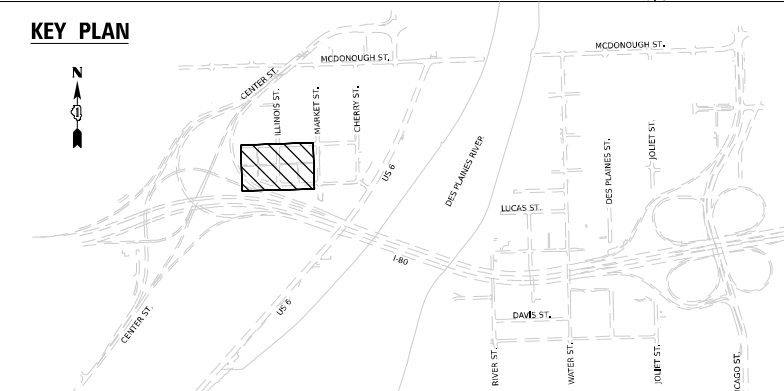 KEY PLAN
N
MCDONOUGH ST.
MCDONOUGH ST.
CENTER ST.
ILLINOIS ST.
MARKET ST.
CHERRY ST.
US 6
DES PLAINES RIVER
DES PLAINES ST.
JOLIET ST.
LUCAS ST.
I-80
US 6
CENTER ST.
DAVIS ST.
RIVER ST.
WATER ST.
JOLIET ST.
ICAGO ST.